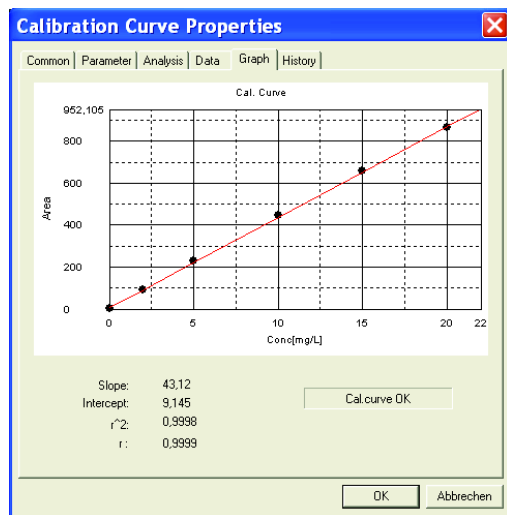 Calibration Curve Properties
Common Parameter Analysis Data Graph History
Cal. Curve
952,105
800
600
400
200
0
Area
0 5 10 15 20 22
Conc[mg/L]
Slope: 43,12
Intercept: 9,145
r^2: 0,9998
r: 0,9999
Cal.curve OK
OK Abbrechen